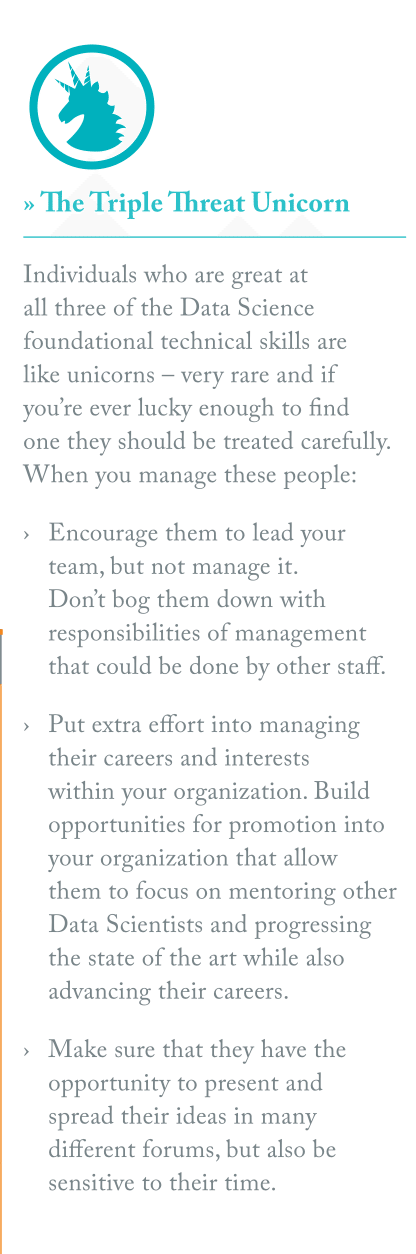 » The Triple Threat Unicorn
Individuals who are great at
all three of the Data Science
foundational technical skills are
like unicorns – very rare and if
you’re ever lucky enough to find
one they should be treated carefully.
When you manage these people:
› Encourage them to lead your
team, but not manage it.
Don’t bog them down with
responsibilities of management
that could be done by other staff.
› Put extra effort into managing
their careers and interests
within your organization. Build
opportunities for promotion into
your organization that allow
them to focus on mentoring other
Data Scientists and progressing
the state of the art while also
advancing their careers.
› Make sure that they have the
opportunity to present and
spread their ideas in many
different forums, but also be
sensitive to their time.